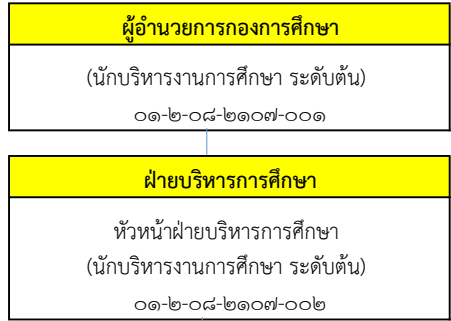 ผู้อำนวยการกองการศึกษา
(นักบริหารงานการศึกษา ระดับต้น)
๐๑-๒-๐๘-๒๑๐๗-๐๐๑
ฝ่ายบริหารการศึกษา
หัวหน้าฝ่ายบริหารการศึกษา
(นักบริหารงานการศึกษา ระดับต้น)
๐๑-๒-๐๘-๒๑๐๗-๐๐๒